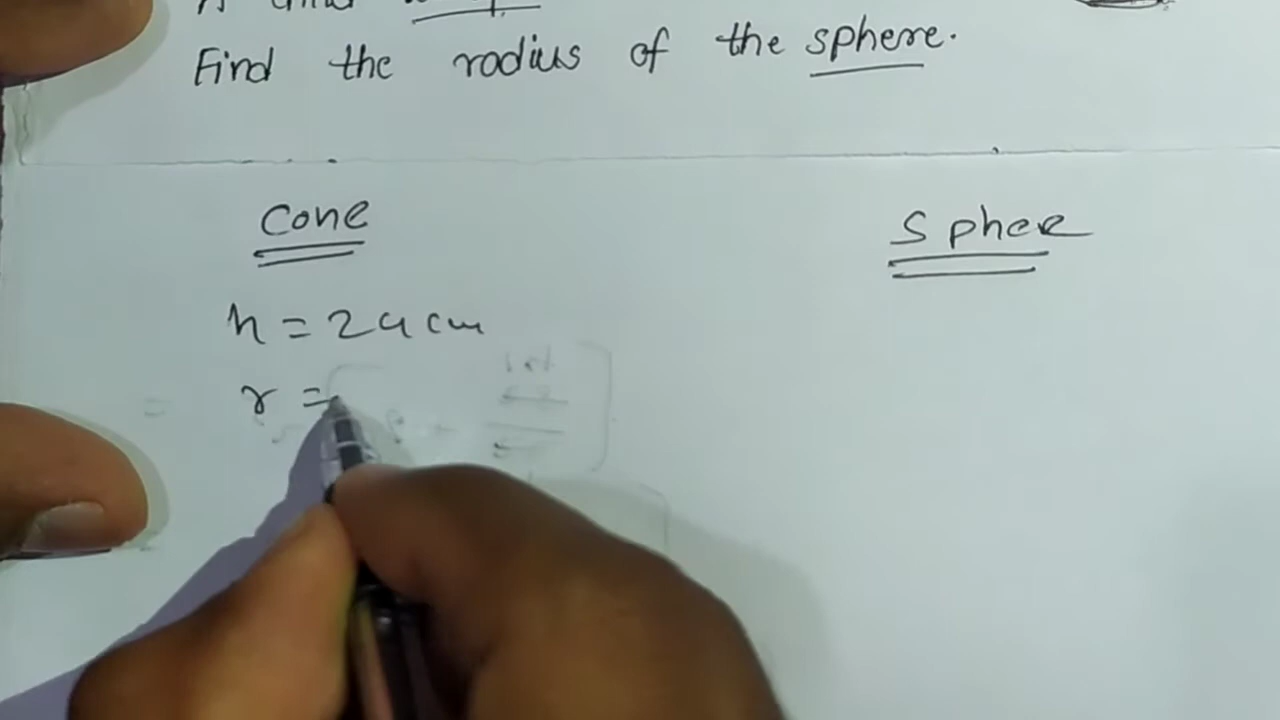 Find the radius of the sphere.
Cone
Sphere
h = 24 cm
r =